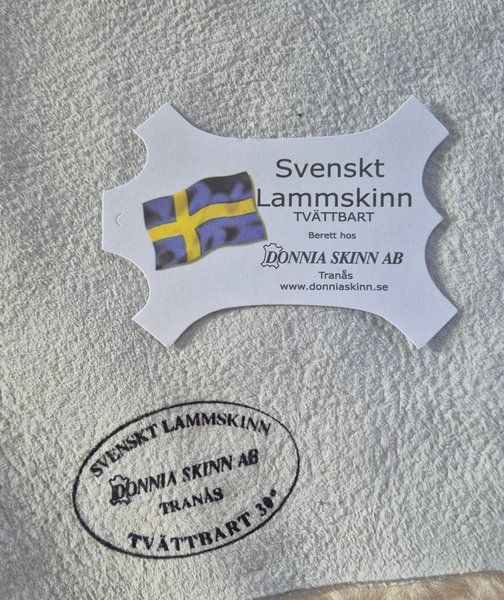 Svenskt
Lammskinn
TVÄTTBART
Berett hos
DONNIA SKINN AB
Tranås
www.donniaskinn.se
SVENSKT LAMMSKINN
DONNIA SKINN AB
TRANÅS
TVÄTTBART 30°